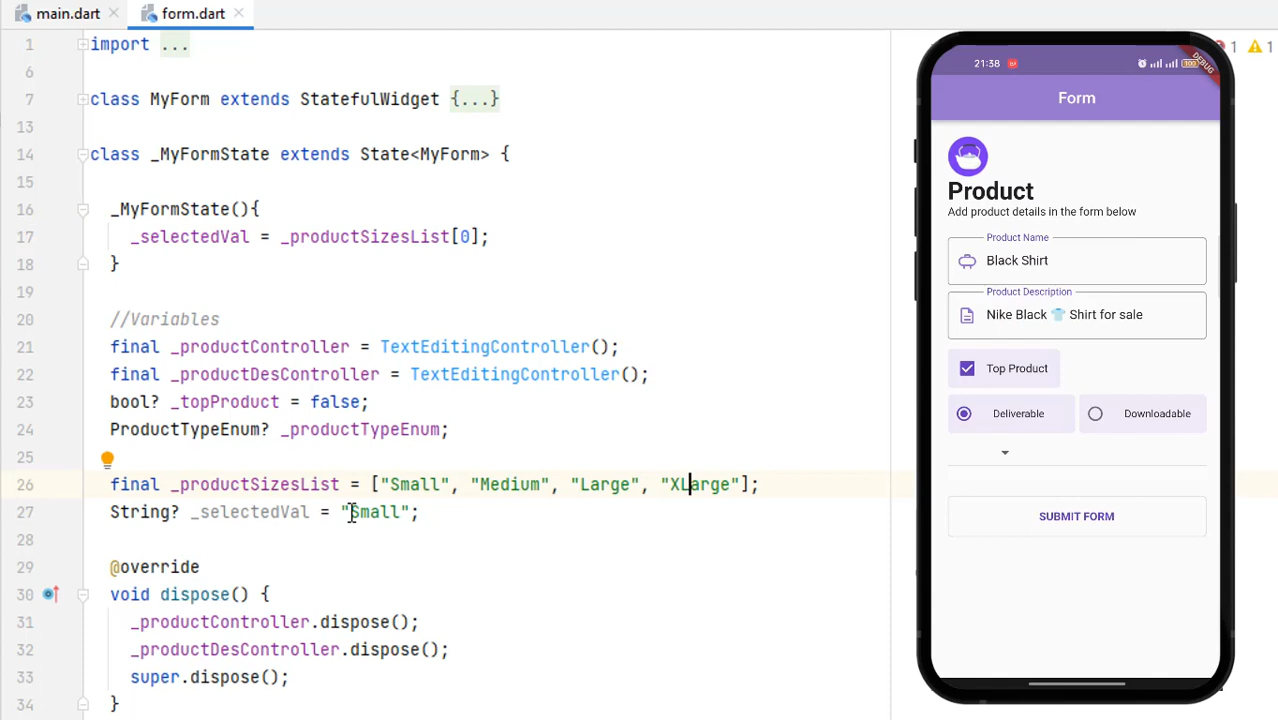 main.dart
form.dart
1 import ...
6
7 class MyForm extends StatefulWidget {...}
13
14 class _MyFormState extends State<MyForm> {
15
16 _MyFormState(){
17 _selectedVal = _productSizesList[0];
18 }
19
20 //Variables
21 final _productController = TextEditingController();
22 final _productDesController = TextEditingController();
23 bool? _topProduct = false;
24 ProductTypeEnum? _productTypeEnum;
25
26 final _productSizesList = ["Small", "Medium", "Large", "XLarge"];
27 String? _selectedVal = "Small";
28
29 @override
30 void dispose() {
31 _productController.dispose();
32 _productDesController.dispose();
33 super.dispose();
34 }
1 1
21:38
100
DEBUG
Form
Product
Add product details in the form below
Product Name
Black Shirt
Product Description
Nike Black 👕 Shirt for sale
Top Product
Deliverable Downloadable
SUBMIT FORM